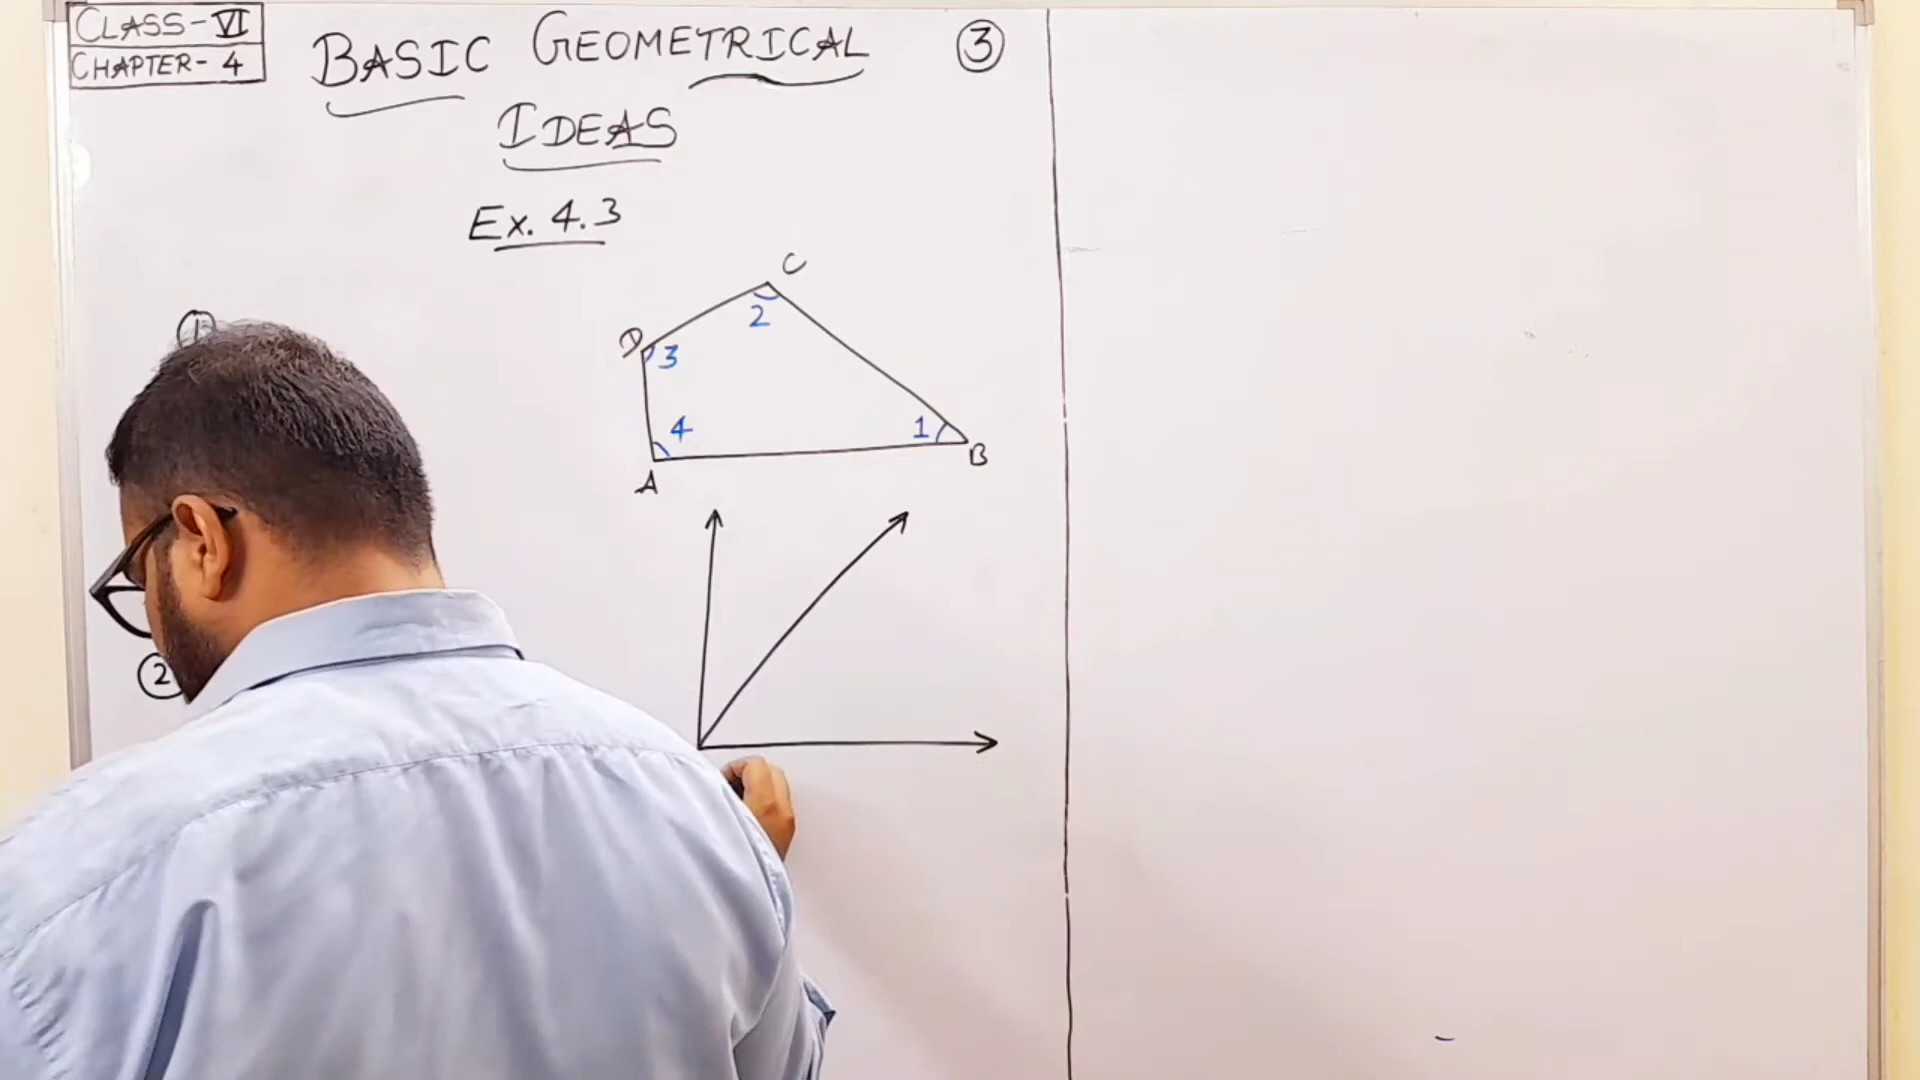 CLASS-VI
CHAPTER-4
BASIC GEOMETRICAL
IDEAS
3
Ex. 4.3
1
C
2
D
3
4
1
B
A
2